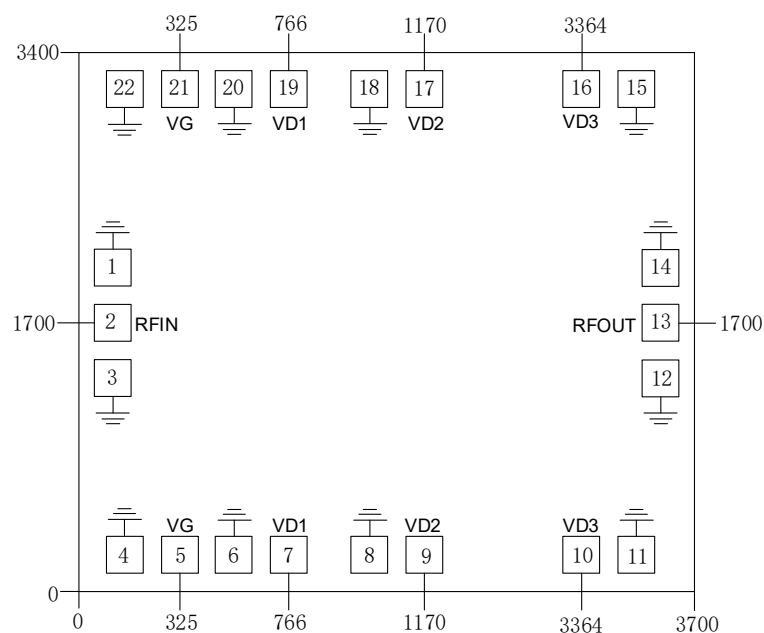 325 766 1170 3364
3400
22 21 20 19 18 17 16 15
VG VD1 VD2 VD3
1 14
1700 2 RFIN RFOUT 13 1700
3 12
VG VD1 VD2 VD3
4 5 6 7 8 9 10 11
0
0 325 766 1170 3364 3700